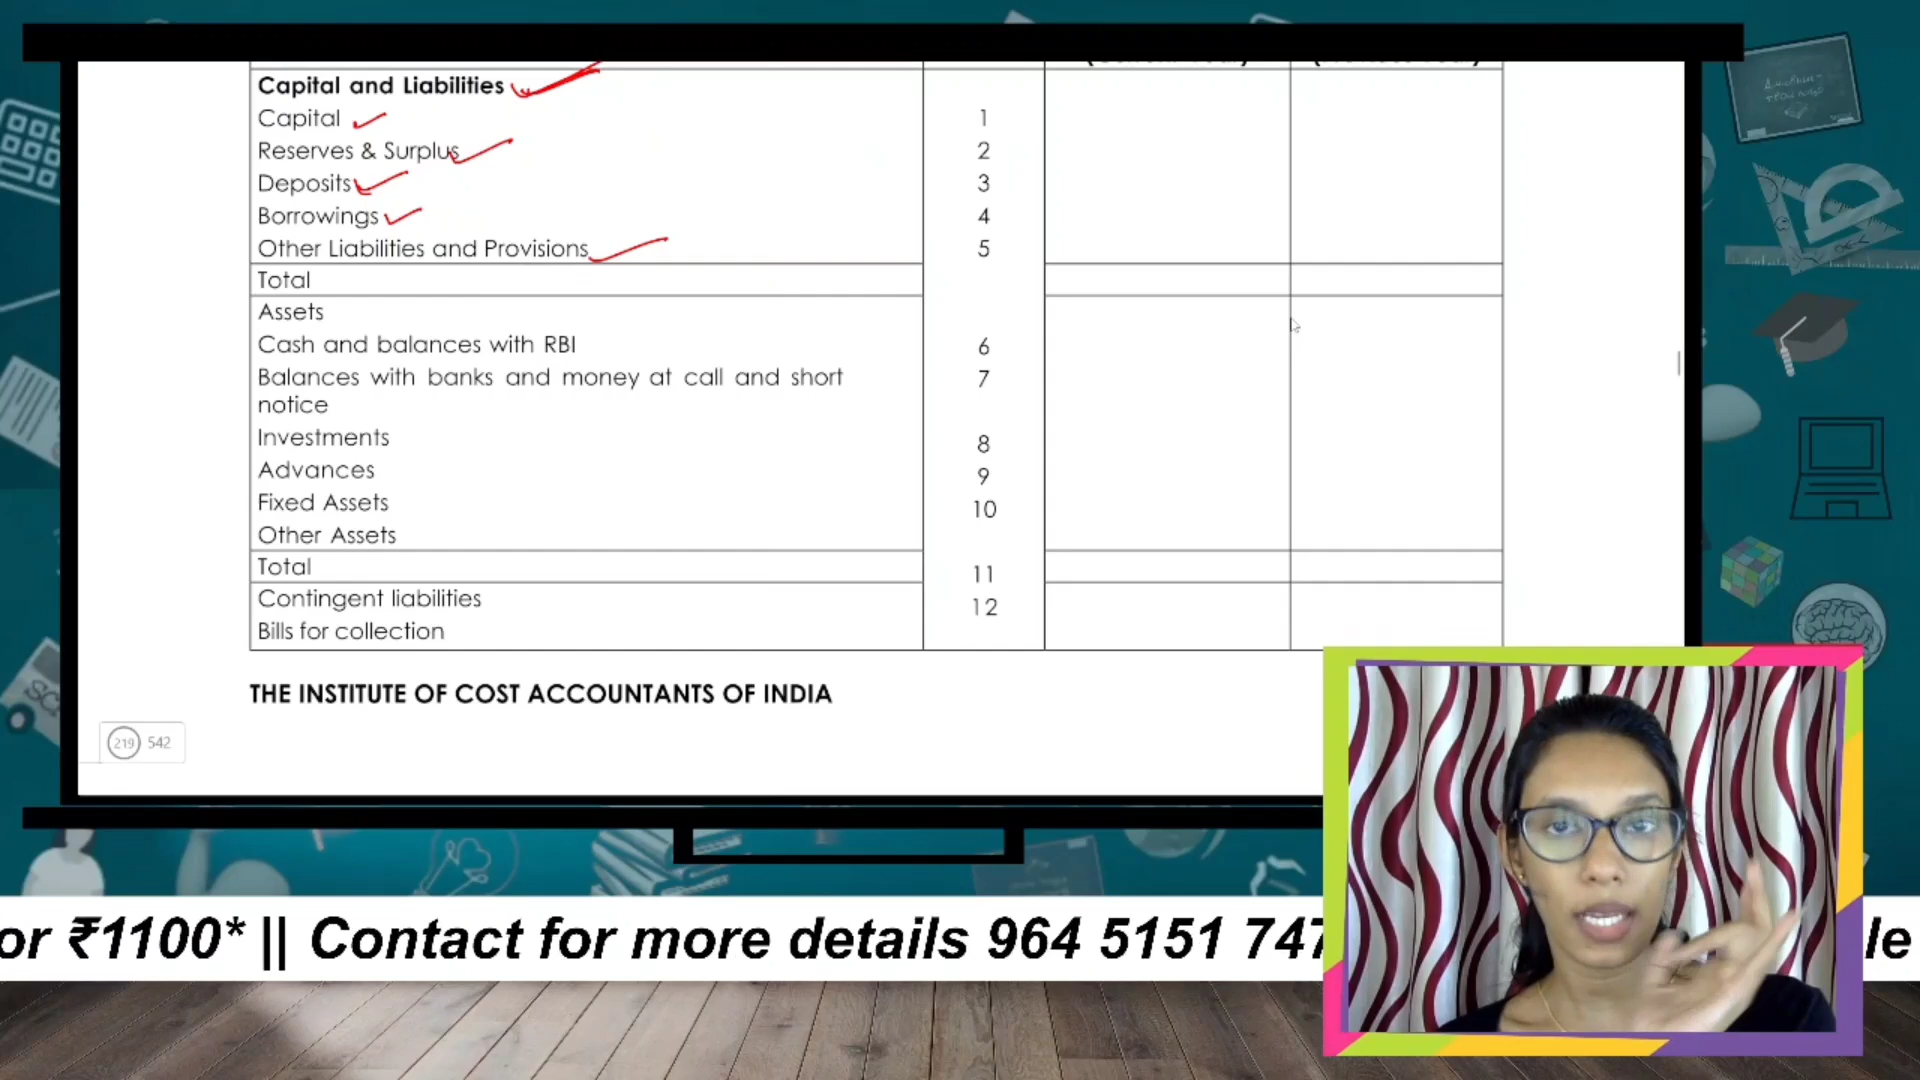 Capital and Liabilities
Capital 1
Reserves & Surplus 2
Deposits 3
Borrowings 4
Other Liabilities and Provisions 5
Total
Assets
Cash and balances with RBI 6
Balances with banks and money at call and short 7
notice
Investments 8
Advances 9
Fixed Assets 10
Other Assets
Total 11
Contingent liabilities 12
Bills for collection
THE INSTITUTE OF COST ACCOUNTANTS OF INDIA
219 542
or ₹1100* || Contact for more details 964 5151 747 le